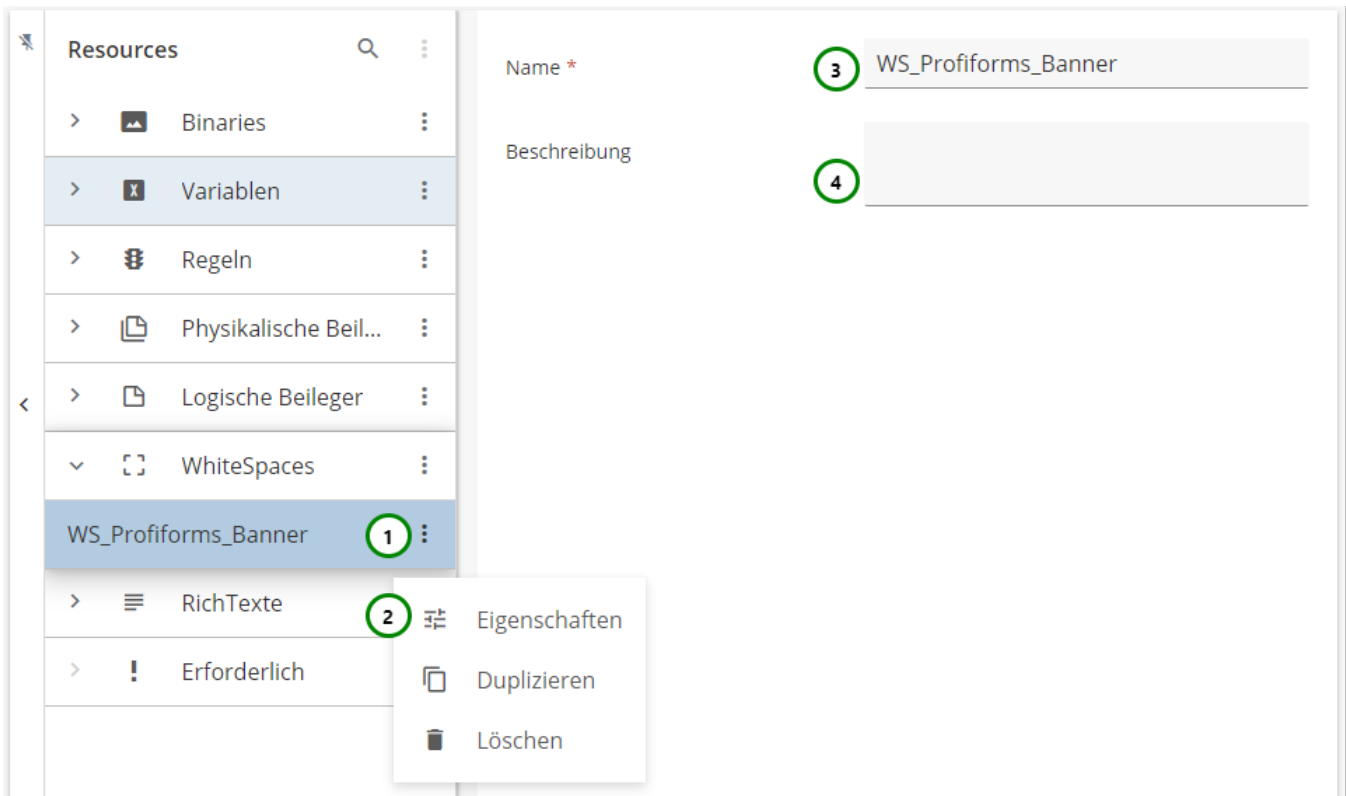 Resources
Binaries
Variablen
Regeln
Physikalische Beil...
Logische Beileger
WhiteSpaces
WS_Profiforms_Banner 1
RichTexte
Erforderlich
2 Eigenschaften
Duplizieren
Löschen
Name * 3 WS_Profiforms_Banner
Beschreibung 4